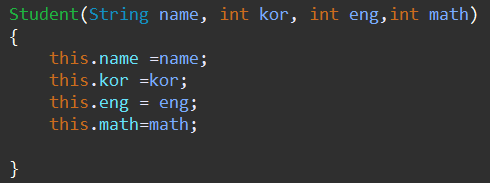 Student(String name, int kor, int eng,int math)
{
    this.name =name;
    this.kor =kor;
    this.eng = eng;
    this.math=math;

}